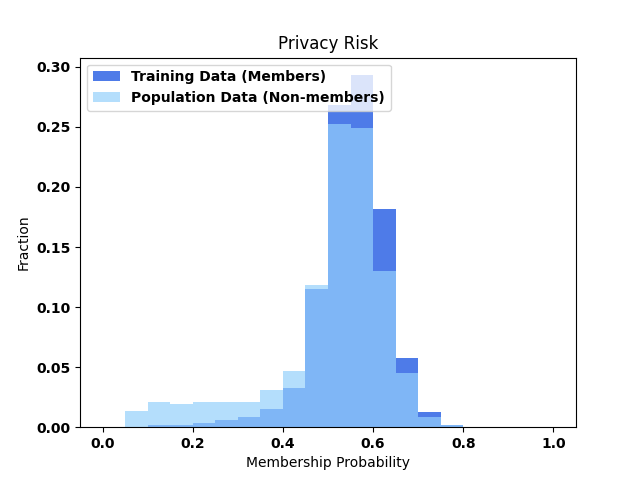 Privacy Risk
Training Data (Members)
Population Data (Non-members)
Fraction
0.30
0.25
0.20
0.15
0.10
0.05
0.00
0.0 0.2 0.4 0.6 0.8 1.0
Membership Probability